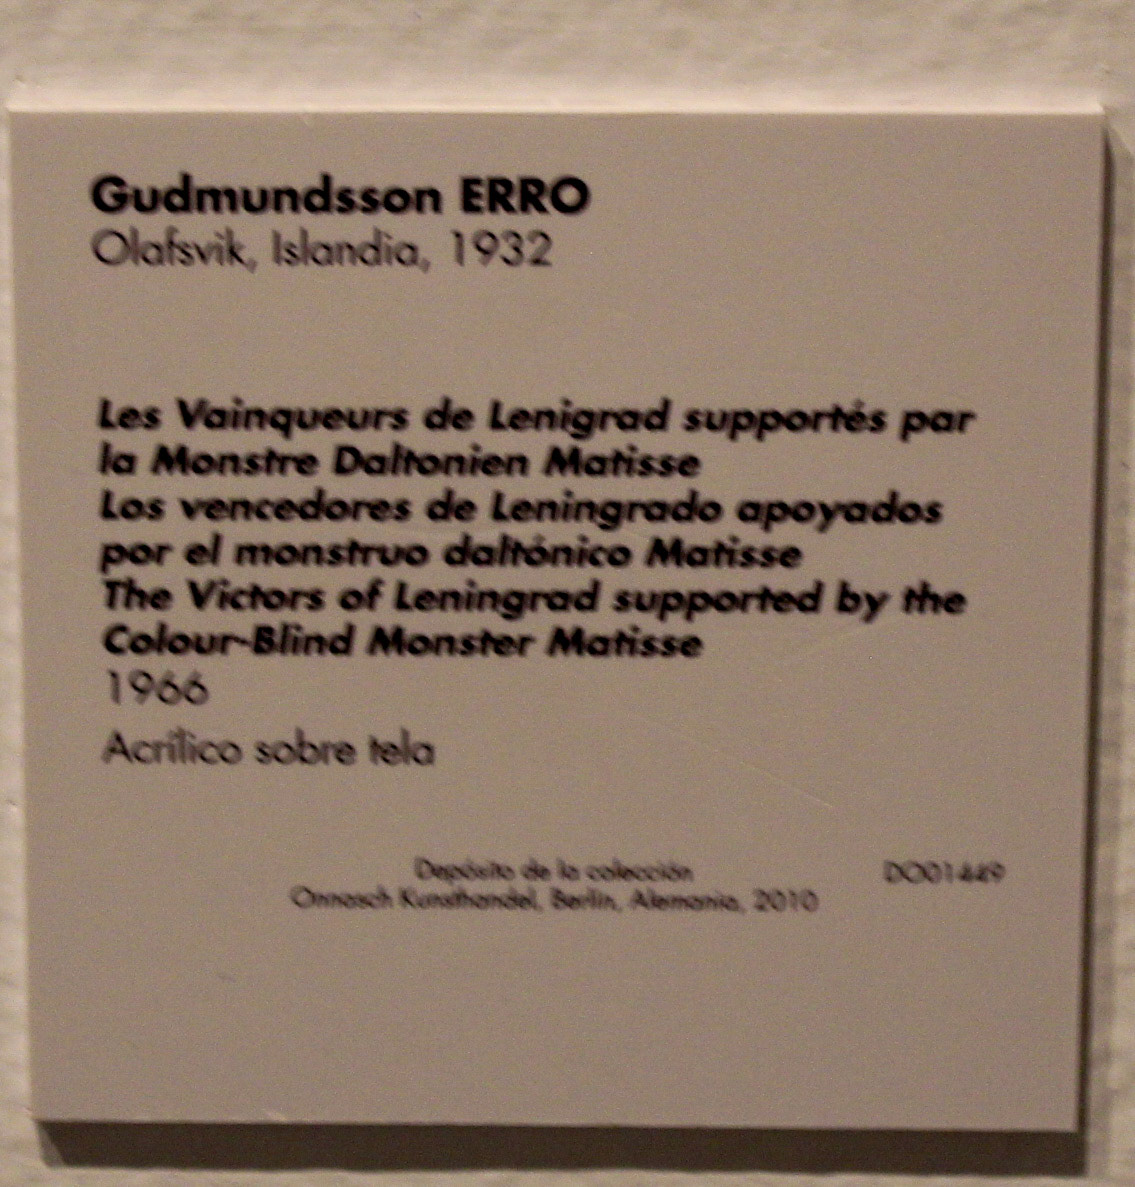 Gudmundsson ERRO
Olafsvik, Islandia, 1932
Les Vainqueurs de Lenigrad supportés par
la Monstre Daltonien Matisse
Los vencedores de Leningrado apoyados
por el monstruo daltónico Matisse
The Victors of Leningrad supported by the
Colour-Blind Monster Matisse
1966
Acrílico sobre tela
Depósito de la colección
Onnasch Kunsthandel, Berlín, Alemania, 2010
DO01449